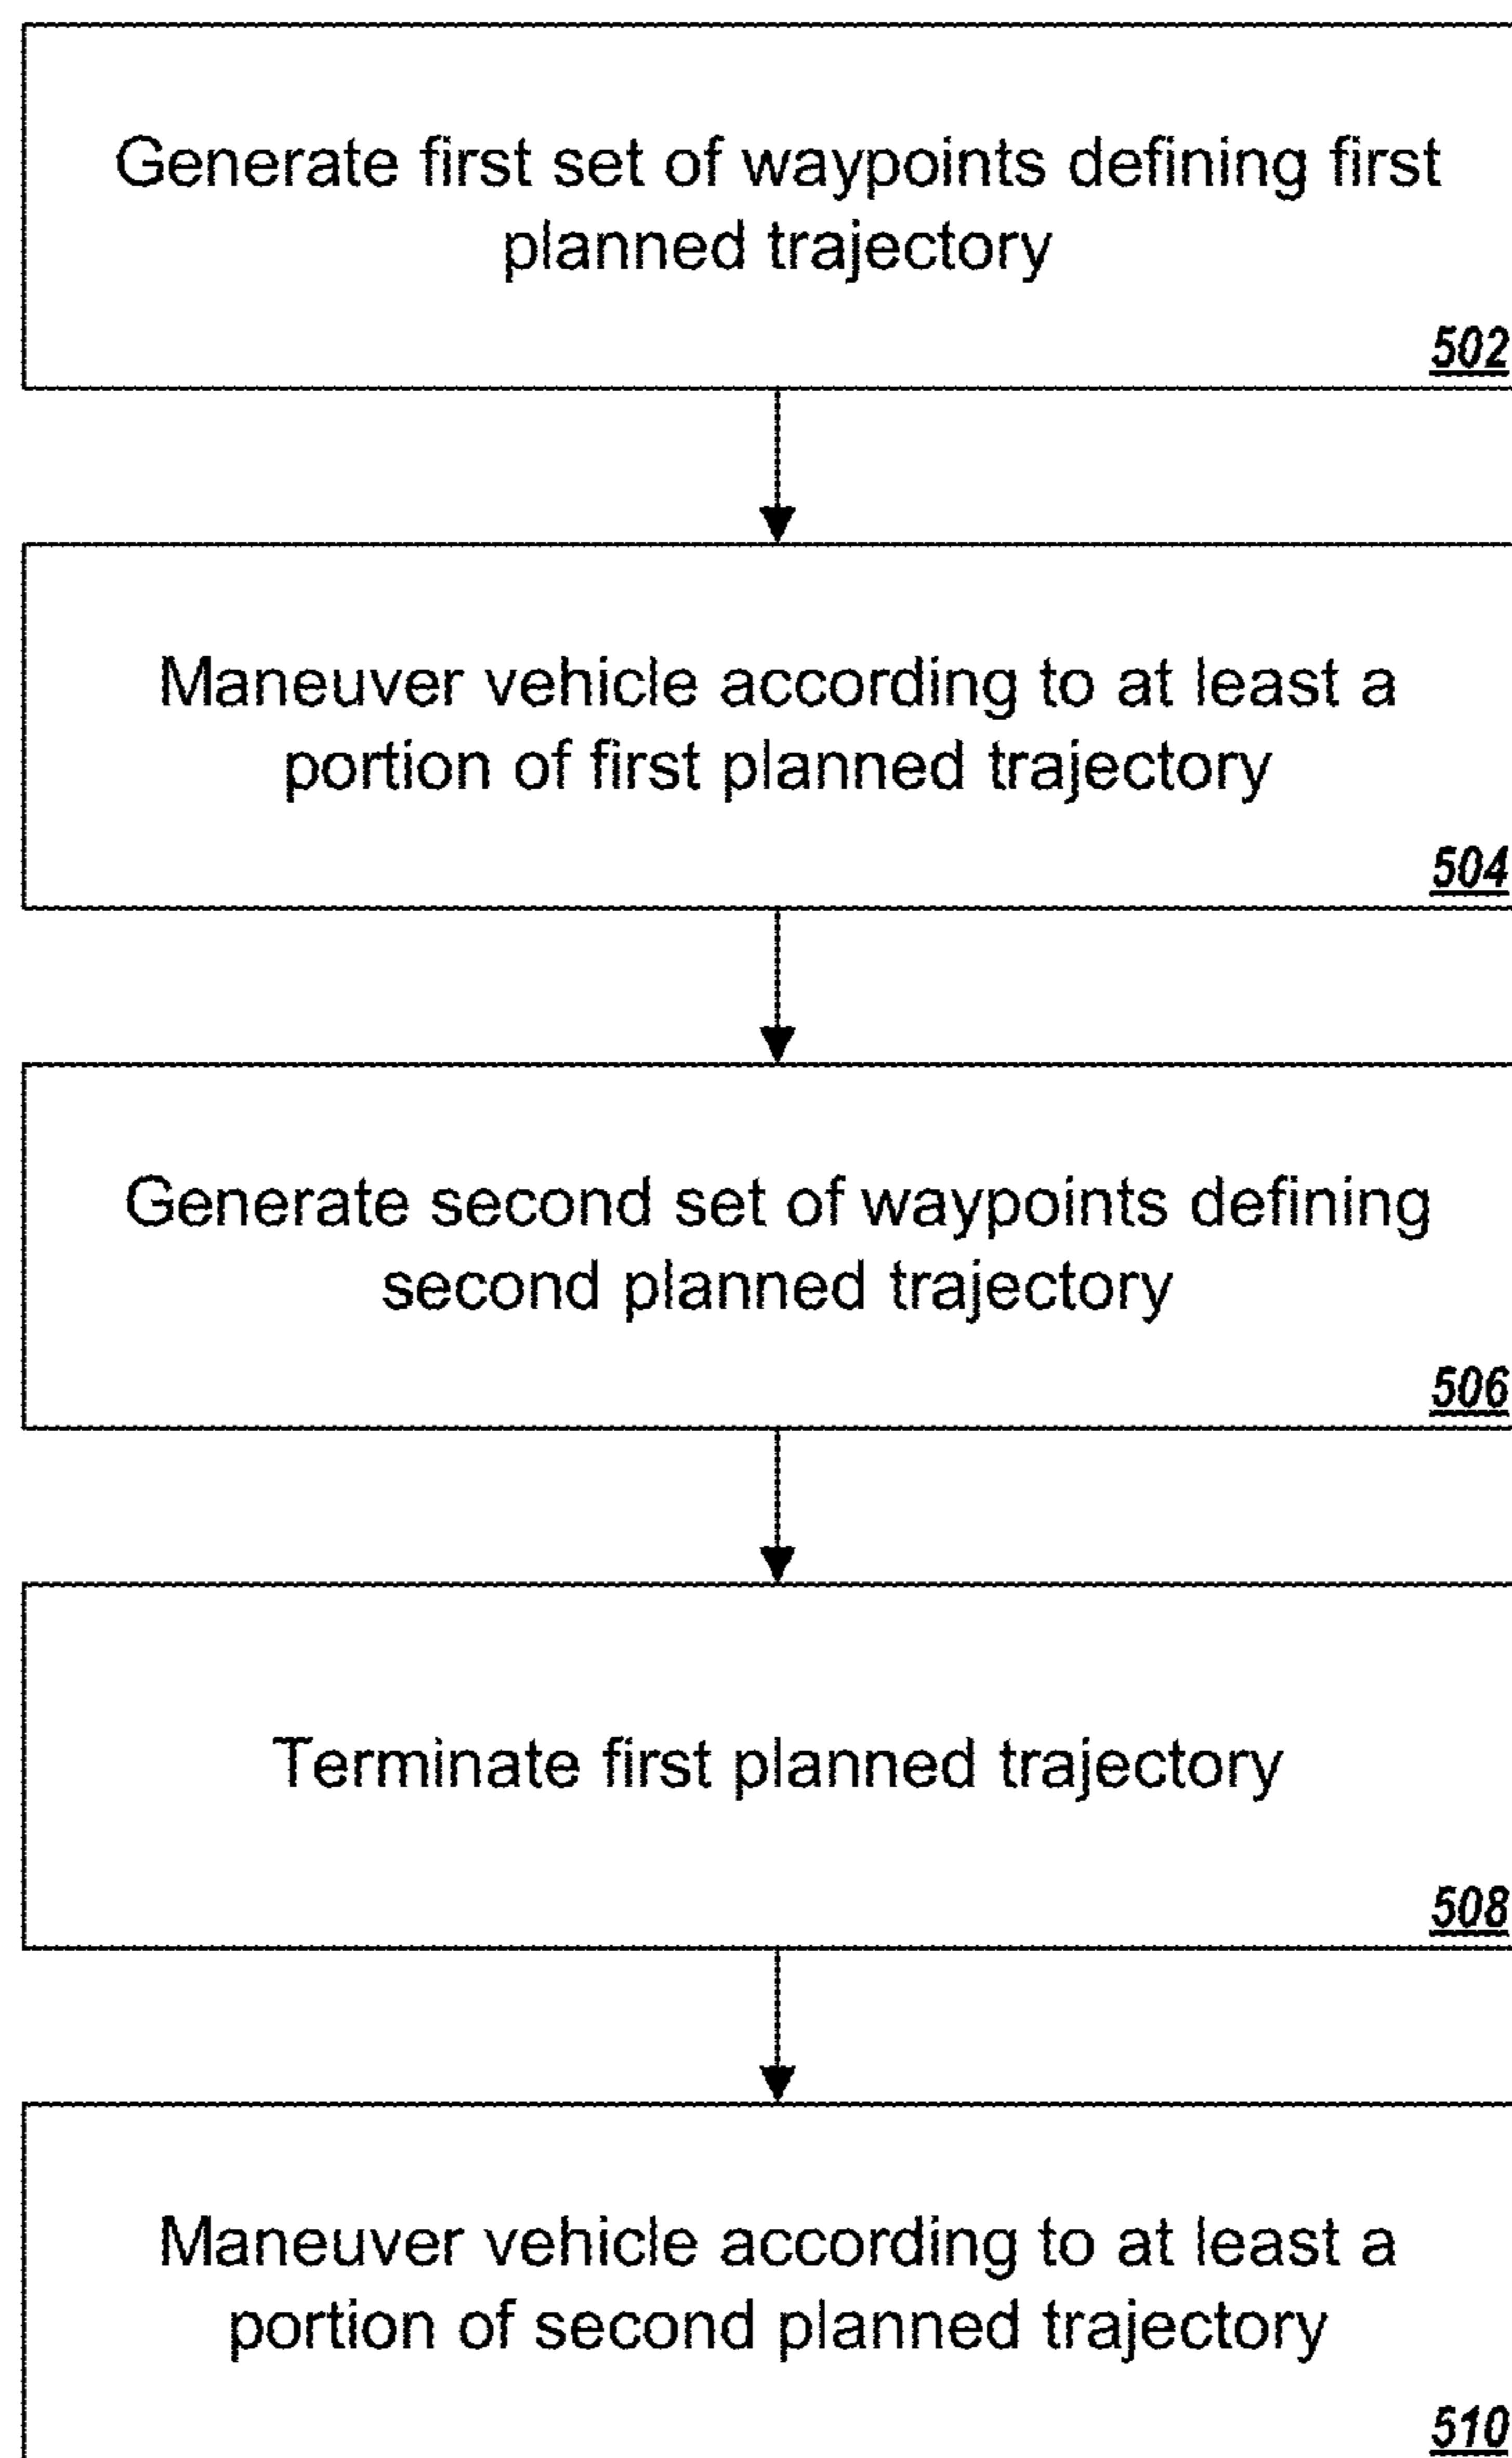 Generate first set of waypoints defining first
planned trajectory
502
Maneuver vehicle according to at least a
portion of first planned trajectory
504
Generate second set of waypoints defining
second planned trajectory
506
Terminate first planned trajectory
508
Maneuver vehicle according to at least a
portion of second planned trajectory
510